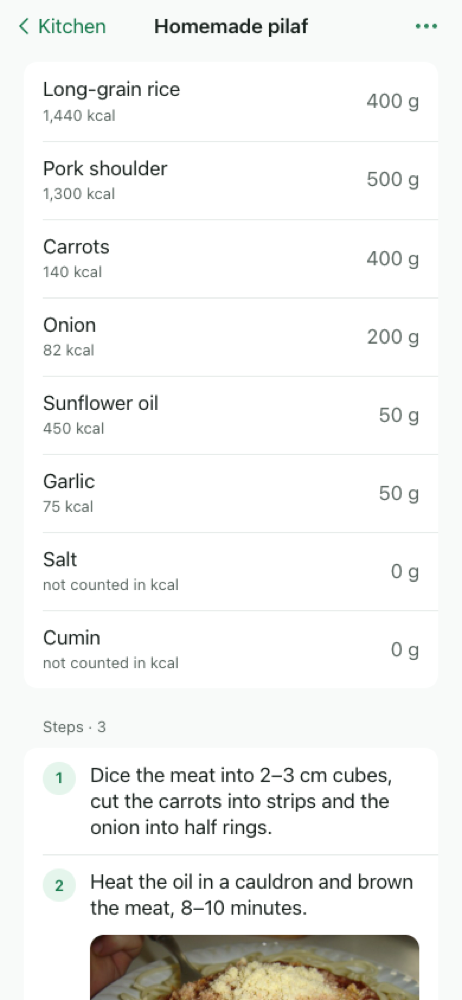 Kitchen
Homemade pilaf
Long-grain rice
1,440 kcal
400 g
Pork shoulder
1,300 kcal
500 g
Carrots
140 kcal
400 g
Onion
82 kcal
200 g
Sunflower oil
450 kcal
50 g
Garlic
75 kcal
50 g
Salt
not counted in kcal
0 g
Cumin
not counted in kcal
0 g
Steps · 3
1
Dice the meat into 2–3 cm cubes,
cut the carrots into strips and the
onion into half rings.
2
Heat the oil in a cauldron and brown
the meat, 8–10 minutes.